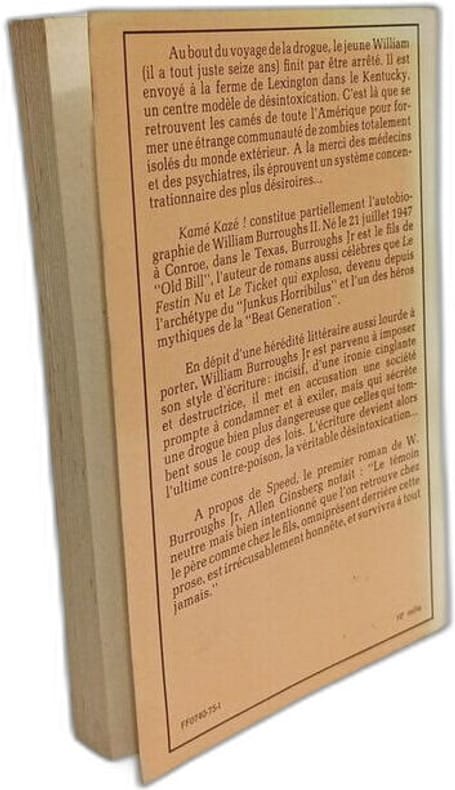 Au bout du voyage de la drogue, le jeune William
(il a tout juste seize ans) finit par être arrêté. Il est
envoyé à la ferme de Lexington dans le Kentucky,
un centre modèle de désintoxication. C'est là que se
retrouvent les camés de toute l'Amérique pour for-
mer une étrange communauté de zombies totalement
isolés du monde extérieur. A la merci des médecins
et des psychiatres, ils éprouvent un système concen-
trationnaire des plus désiroires...
Kamé Kazé ! constitue partiellement l'autobio-
graphie de William Burroughs II. Né le 21 juillet 1947
à Conroe, dans le Texas, Burroughs Jr est le fils de
"Old Bill", l'auteur de romans aussi célèbres que Le
Festin Nu et Le Ticket qui explosa, devenu depuis
l'archétype du "Junkus Horribilus" et l'un des héros
mythiques de la "Beat Generation".
En dépit d'une hérédité littéraire aussi lourde à
porter, William Burroughs Jr est parvenu à imposer
son style d'écriture: incisif, d'une ironie cinglante
et destructrice, il met en accusation une société
prompte à condamner et à exiler, mais qui sécrète
une drogue bien plus dangereuse que celles qui tom-
bent sous le coup des lois. L'écriture devient alors
l'ultime contre-poison, la véritable désintoxication...
A propos de Speed, le premier roman de W.
Burroughs Jr, Allen Ginsberg notait : "Le témoin
neutre mais bien intentionné que l'on retrouve chez
le père comme chez le fils, omniprésent derrière cette
prose, est irrécusablement honnête, et survivra à tout
jamais."
FF0740-75-1